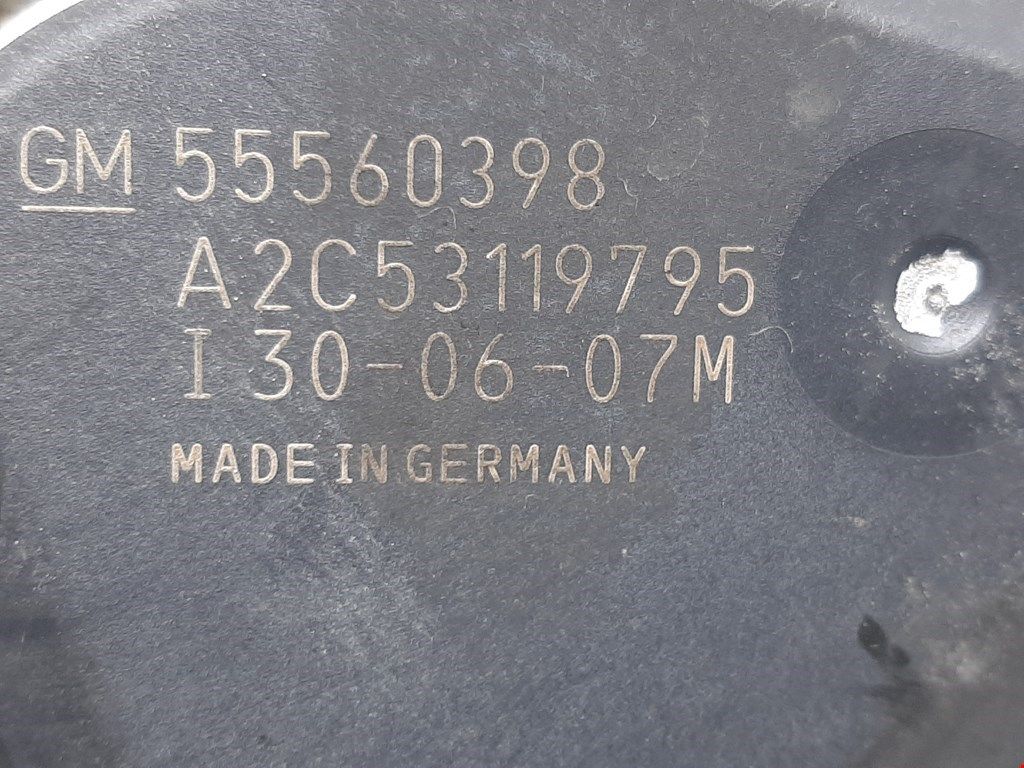 GM 55560398
A2C53119795
I 30-06-07M
MADE IN GERMANY